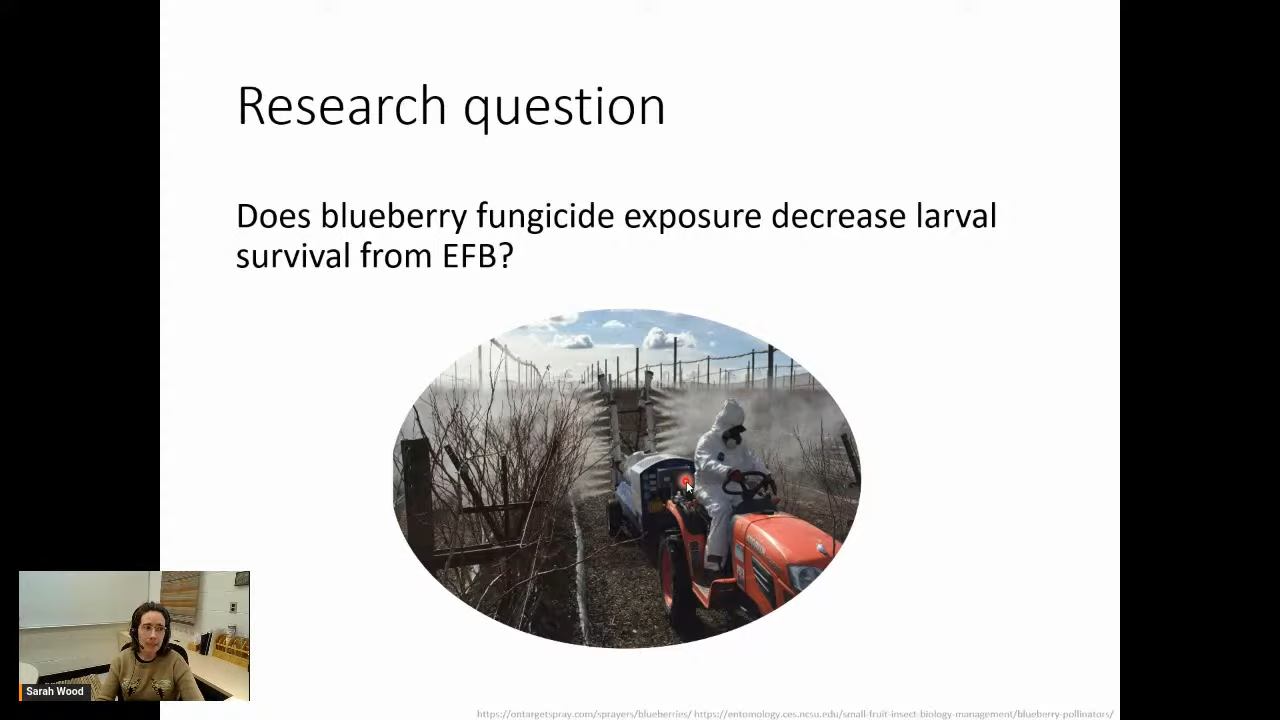 Research question
Does blueberry fungicide exposure decrease larval
survival from EFB?
Sarah Wood
https://ontargetspray.com/sprayers/blueberries/ https://entomology.ces.ncsu.edu/small-fruit-insect-biology-management/blueberry-pollinators/